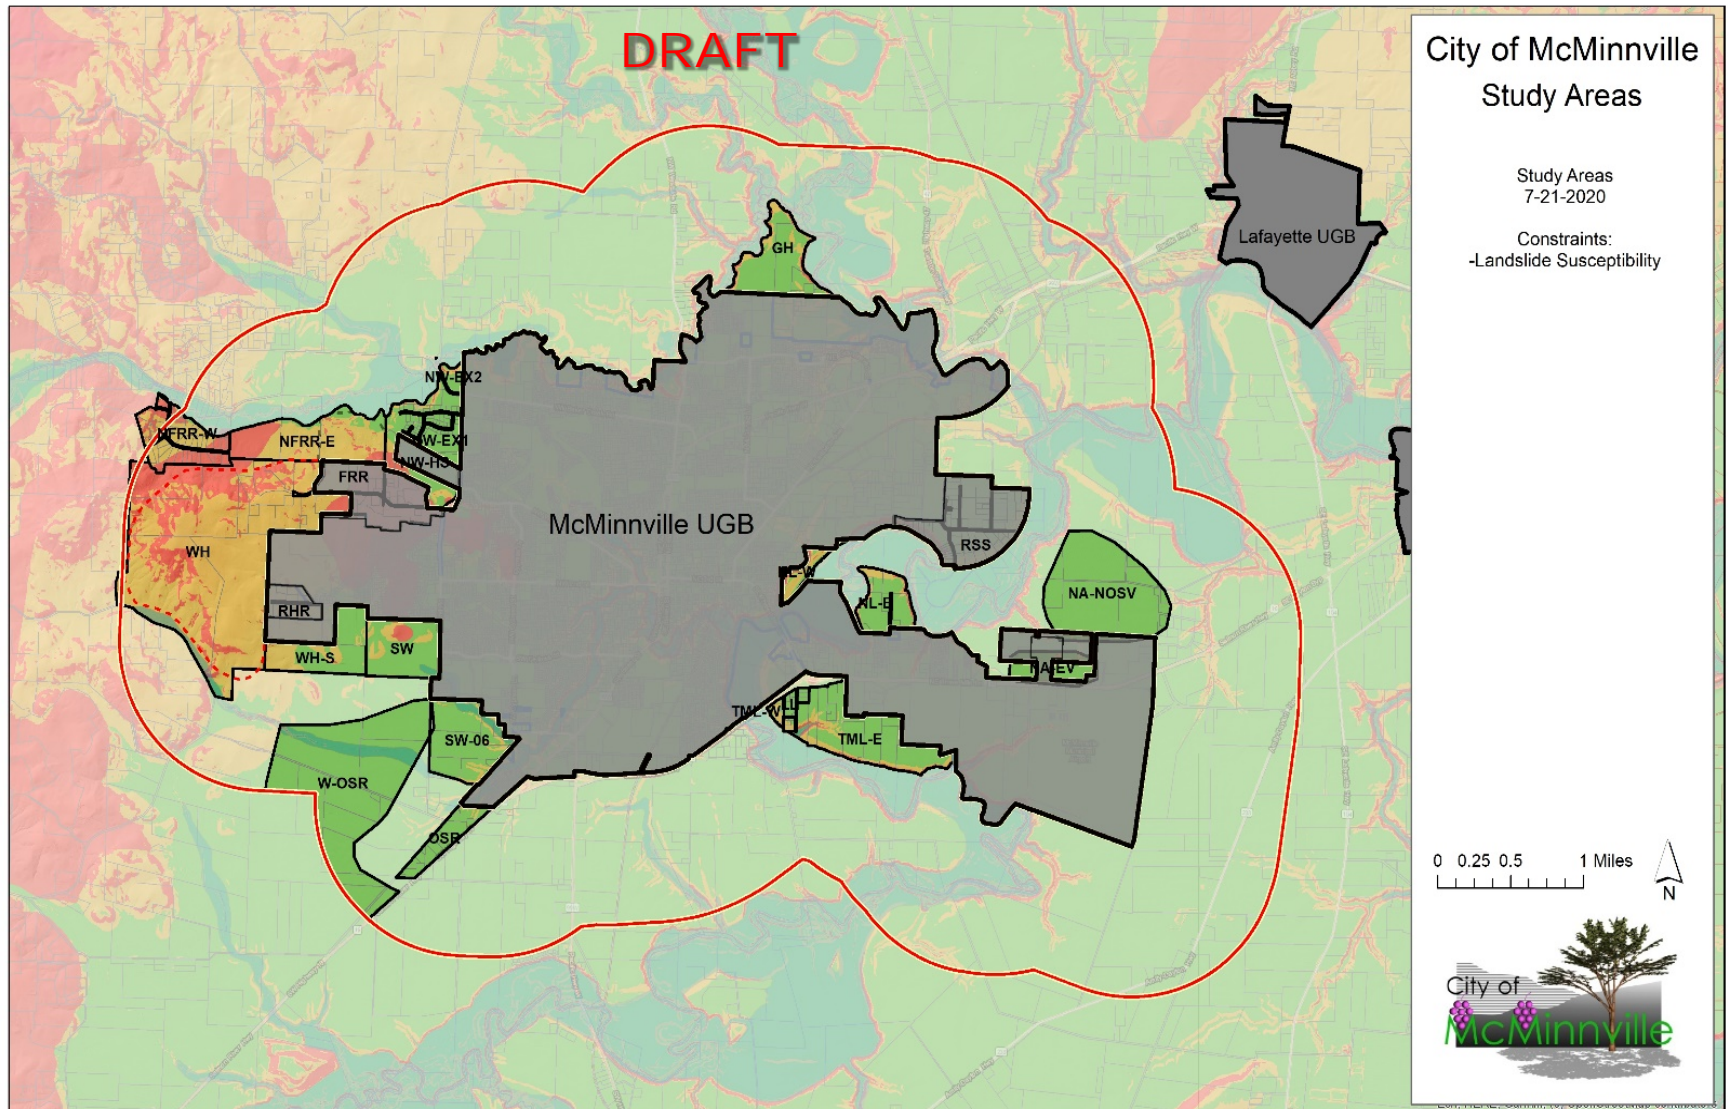 DRAFT
City of McMinnville
Study Areas
Study Areas
7-21-2020
Constraints:
-Landslide Susceptibility
Lafayette UGB
GH
NW-EX2
NFRR-W
NFRR-E
NW-EX1
NW-HS
FRR
McMinnville UGB
WH
RSS
NL-W
NL-E
NA-NOSV
RHR
WH-S
SW
NA-EV
TML-W
LL
TML-E
SW-06
W-OSR
OSR
0 0.25 0.5 1 Miles
N
City of
McMinnville